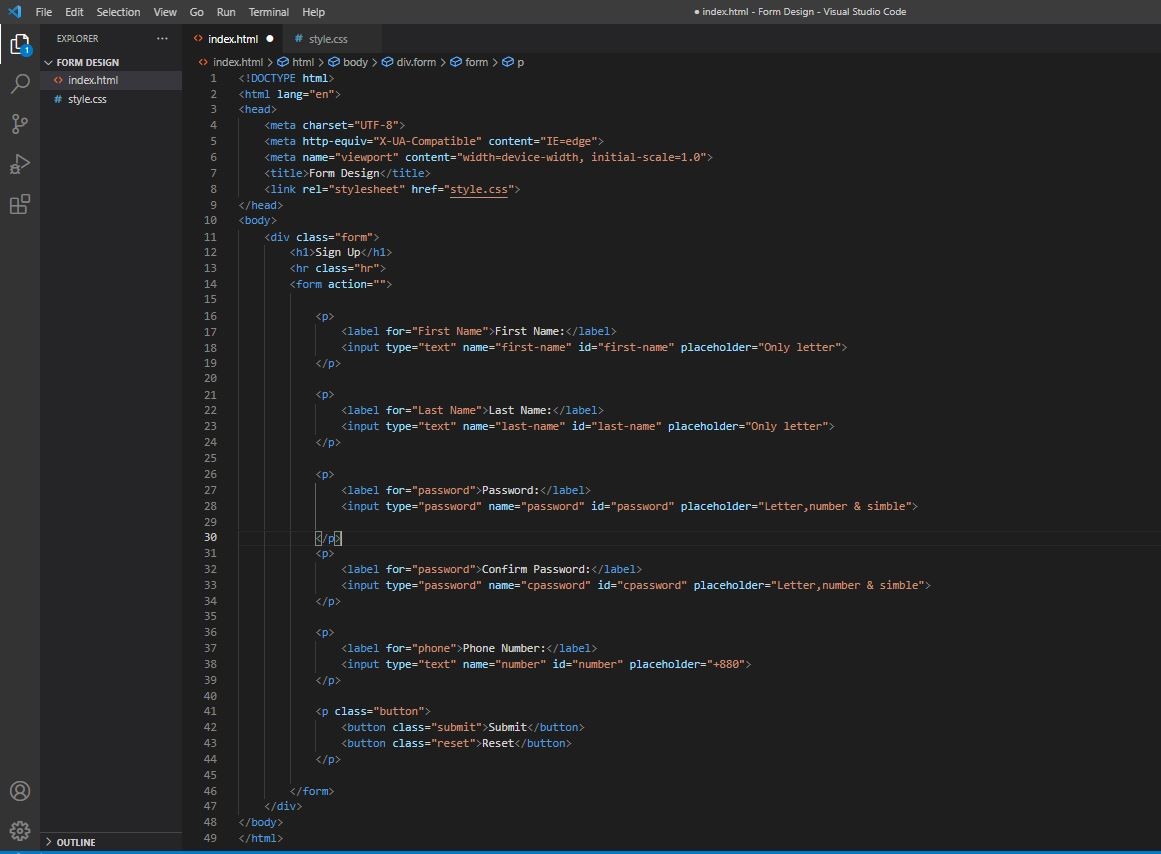 File Edit Selection View Go Run Terminal Help
● index.html - Form Design - Visual Studio Code
EXPLORER ···
index.html ●
# style.css
1
FORM DESIGN
<> index.html
# style.css
OUTLINE
<> index.html > html > body > div.form > form > p
1 <!DOCTYPE html>
2 <html lang="en">
3 <head>
4 <meta charset="UTF-8">
5 <meta http-equiv="X-UA-Compatible" content="IE=edge">
6 <meta name="viewport" content="width=device-width, initial-scale=1.0">
7 <title>Form Design</title>
8 <link rel="stylesheet" href="style.css">
9 </head>
10 <body>
11 <div class="form">
12 <h1>Sign Up</h1>
13 <hr class="hr">
14 <form action="">
15
16 <p>
17 <label for="First Name">First Name:</label>
18 <input type="text" name="first-name" id="first-name" placeholder="Only letter">
19 </p>
20
21 <p>
22 <label for="Last Name">Last Name:</label>
23 <input type="text" name="last-name" id="last-name" placeholder="Only letter">
24 </p>
25
26 <p>
27 <label for="password">Password:</label>
28 <input type="password" name="password" id="password" placeholder="Letter,number & simble">
29
30 </p>
31 <p>
32 <label for="password">Confirm Password:</label>
33 <input type="password" name="cpassword" id="cpassword" placeholder="Letter,number & simble">
34 </p>
35
36 <p>
37 <label for="phone">Phone Number:</label>
38 <input type="text" name="number" id="number" placeholder="+880">
39 </p>
40
41 <p class="button">
42 <button class="submit">Submit</button>
43 <button class="reset">Reset</button>
44 </p>
45
46 </form>
47 </div>
48 </body>
49 </html>